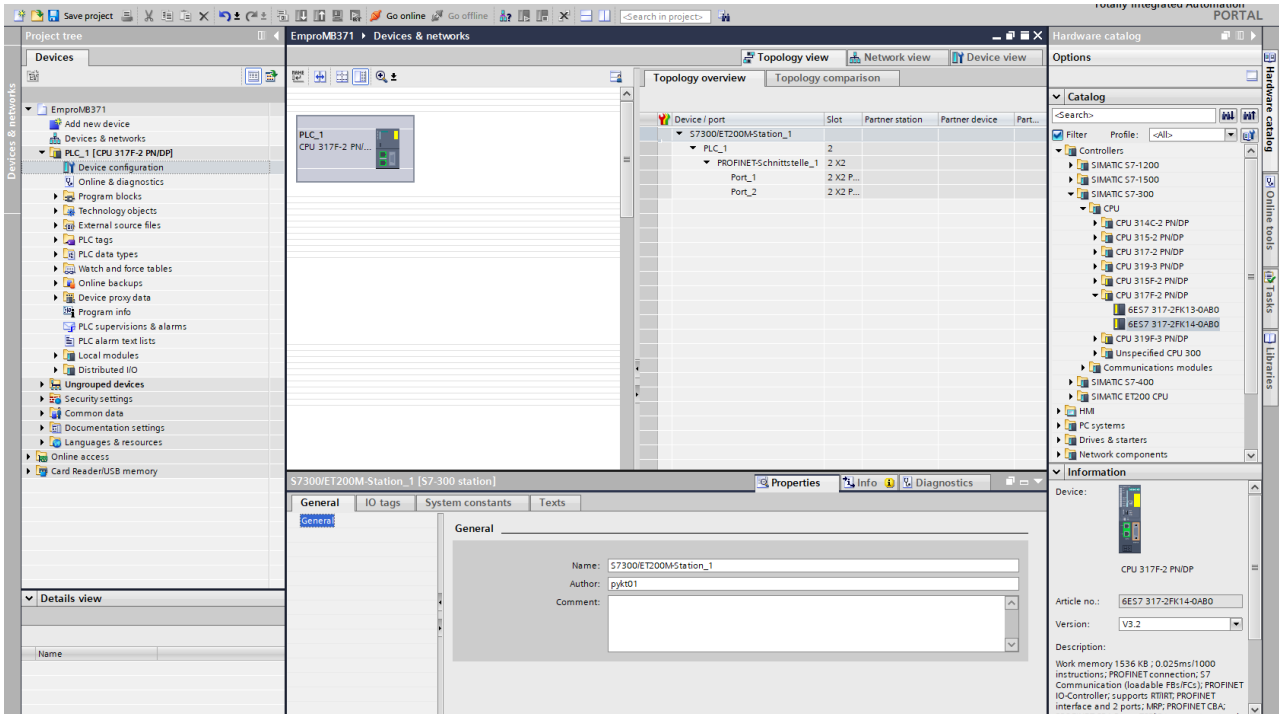 Totally Integrated Automation
PORTAL
Save project
Go online
Go offline
<Search in project>
Project tree
EmproMB371 ▸ Devices & networks
Hardware catalog
Devices
Topology view
Network view
Device view
Options
Topology overview
Topology comparison
Devices & networks
EmproMB371
Add new device
Devices & networks
PLC_1 [CPU 317F-2 PN/DP]
Device configuration
Online & diagnostics
Program blocks
Technology objects
External source files
PLC tags
PLC data types
Watch and force tables
Online backups
Device proxy data
Program info
PLC supervisions & alarms
PLC alarm text lists
Local modules
Distributed I/O
Ungrouped devices
Security settings
Common data
Documentation settings
Languages & resources
Online access
Card Reader/USB memory
Details view
Name
PLC_1
CPU 317F-2 PN/...
Device / port Slot Partner station Partner device Part...
S7300/ET200M-Station_1
PLC_1 2
PROFINET-Schnittstelle_1 2 X2
Port_1 2 X2 P...
Port_2 2 X2 P...
S7300/ET200M-Station_1 [S7-300 station]
Properties
Info
Diagnostics
General
IO tags
System constants
Texts
General
General
Name: S7300/ET200M-Station_1
Author: pykt01
Comment:
Catalog
<Search>
Filter Profile: <All>
Controllers
SIMATIC S7-1200
SIMATIC S7-1500
SIMATIC S7-300
CPU
CPU 314C-2 PN/DP
CPU 315-2 PN/DP
CPU 317-2 PN/DP
CPU 319-3 PN/DP
CPU 315F-2 PN/DP
CPU 317F-2 PN/DP
6ES7 317-2FK13-0AB0
6ES7 317-2FK14-0AB0
CPU 319F-3 PN/DP
Unspecified CPU 300
Communications modules
SIMATIC S7-400
SIMATIC ET200 CPU
HMI
PC systems
Drives & starters
Network components
Information
Device:
CPU 317F-2 PN/DP
Article no.: 6ES7 317-2FK14-0AB0
Version: V3.2
Description:
Work memory 1536 KB ; 0.025ms/1000
instructions; PROFINET connection; S7
Communication (loadable FBs/FCs); PROFINET
IO-Controller; supports RT/IRT; PROFINET
interface and 2 ports; MRP; PROFINET CBA;
Hardware catalog
Online tools
Tasks
Libraries